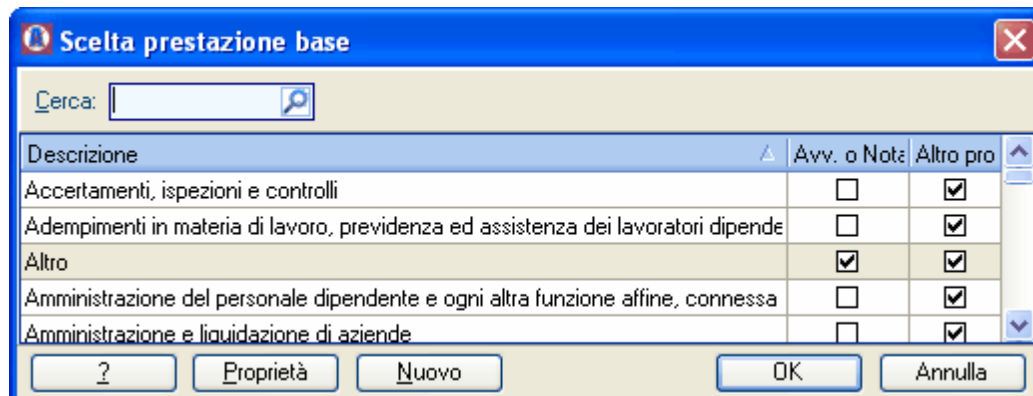 Scelta prestazione base
Cerca:
Descrizione Avv. o Nota Altro pro
Accertamenti, ispezioni e controlli
Adempimenti in materia di lavoro, previdenza ed assistenza dei lavoratori dipende
Altro
Amministrazione del personale dipendente e ogni altra funzione affine, connessa
Amministrazione e liquidazione di aziende
? Proprietà Nuovo OK Annulla